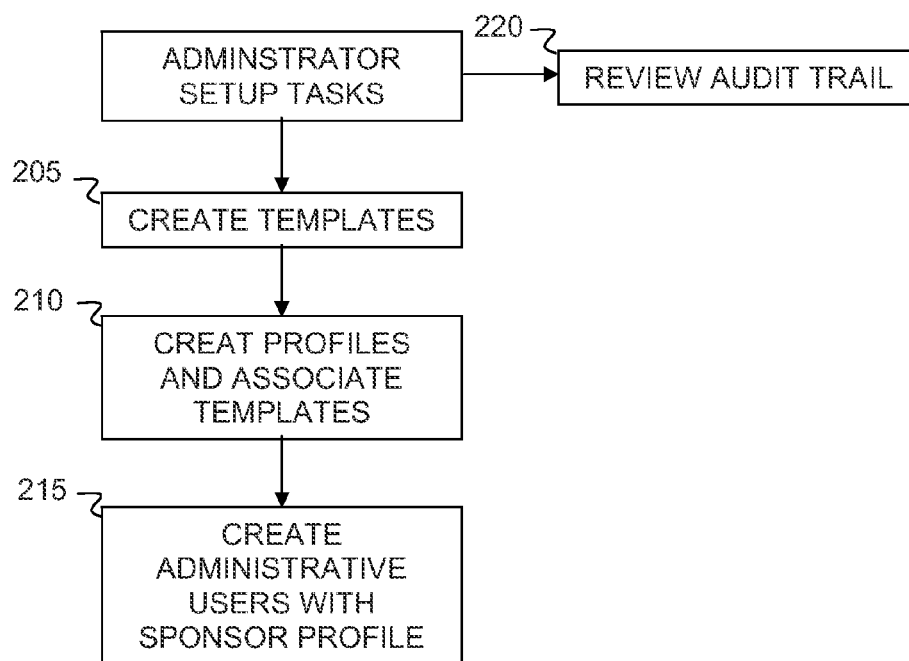 220
ADMINSTRATOR
SETUP TASKS
REVIEW AUDIT TRAIL
205
CREATE TEMPLATES
210
CREAT PROFILES
AND ASSOCIATE
TEMPLATES
215
CREATE
ADMINISTRATIVE
USERS WITH
SPONSOR PROFILE